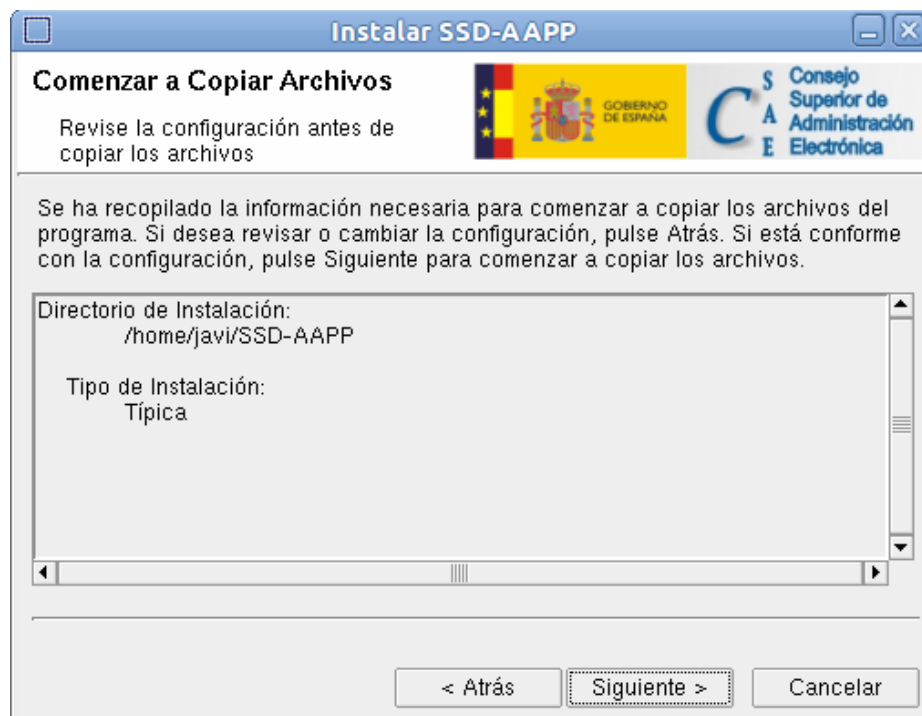 Instalar SSD-AAPP
Comenzar a Copiar Archivos
Revise la configuración antes de
copiar los archivos
GOBIERNO
DE ESPAÑA
C
S
A
E
Consejo
Superior de
Administración
Electrónica
Se ha recopilado la información necesaria para comenzar a copiar los archivos del
programa. Si desea revisar o cambiar la configuración, pulse Atrás. Si está conforme
con la configuración, pulse Siguiente para comenzar a copiar los archivos.
Directorio de Instalación:
/home/javi/SSD-AAPP
Tipo de Instalación:
Típica
< Atrás
Siguiente >
Cancelar